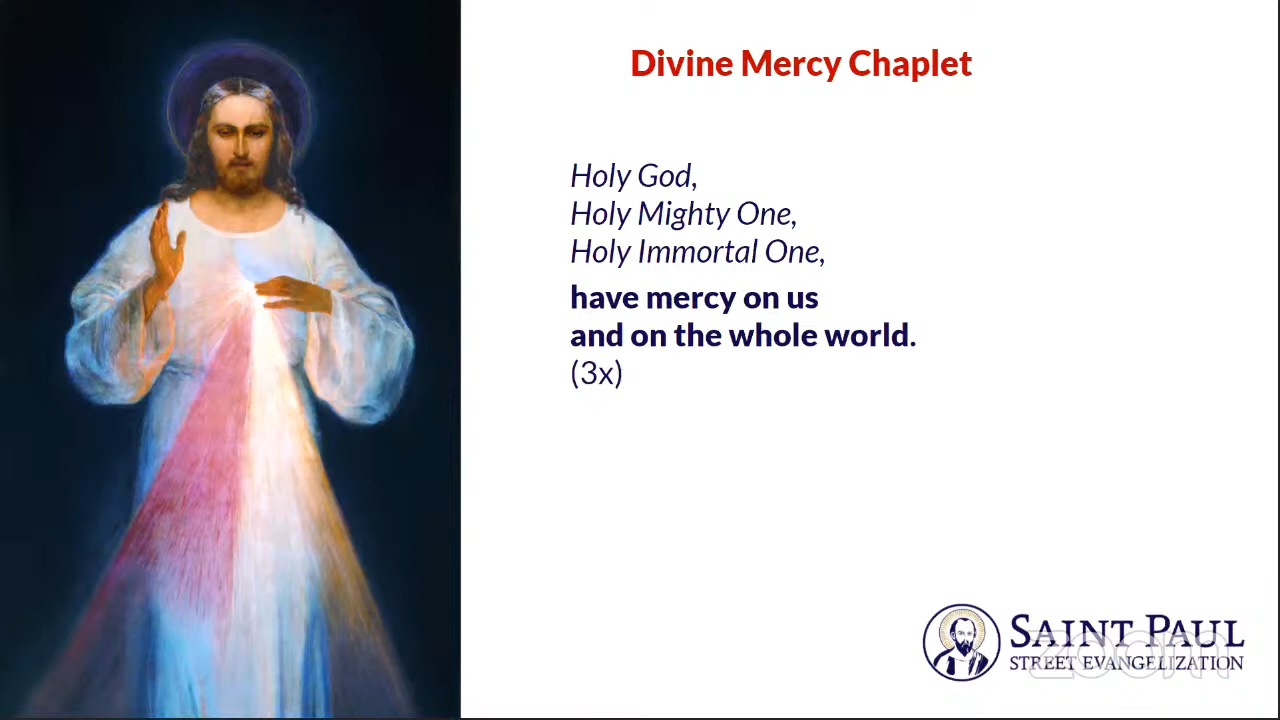 Divine Mercy Chaplet
Holy God,
Holy Mighty One,
Holy Immortal One,
have mercy on us
and on the whole world.
(3x)
SAINT PAUL
STREET EVANGELIZATION
zoom